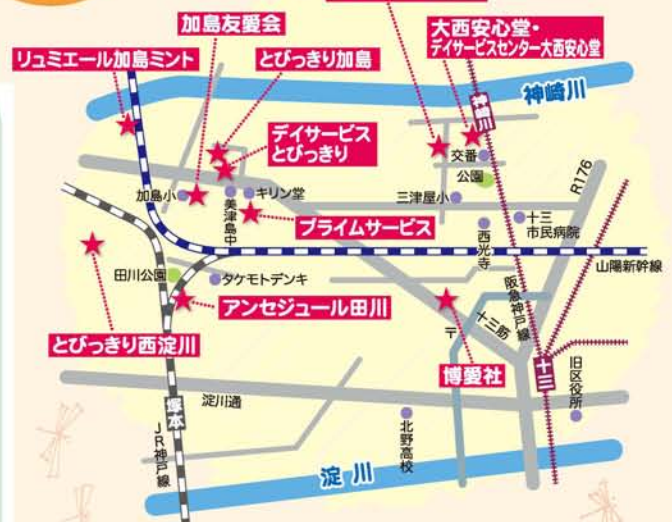 加島友愛会
大西安心堂・
デイサービスセンター大西安心堂
リュミエール加島ミント
とびっきり加島
神崎川
神崎川
デイサービス
とびっきり
交番
公園
R176
加島小
キリン堂
三津屋小
美津島中
プライムサービス
十三
市民病院
西光寺
山陽新幹線
田川公園
タケモトデンキ
阪急神戸線
アンセジュール田川
十三筋
〒
とびっきり西淀川
博愛社
十三
旧区役所
淀川通
塚本
JR神戸線
北野高校
淀川